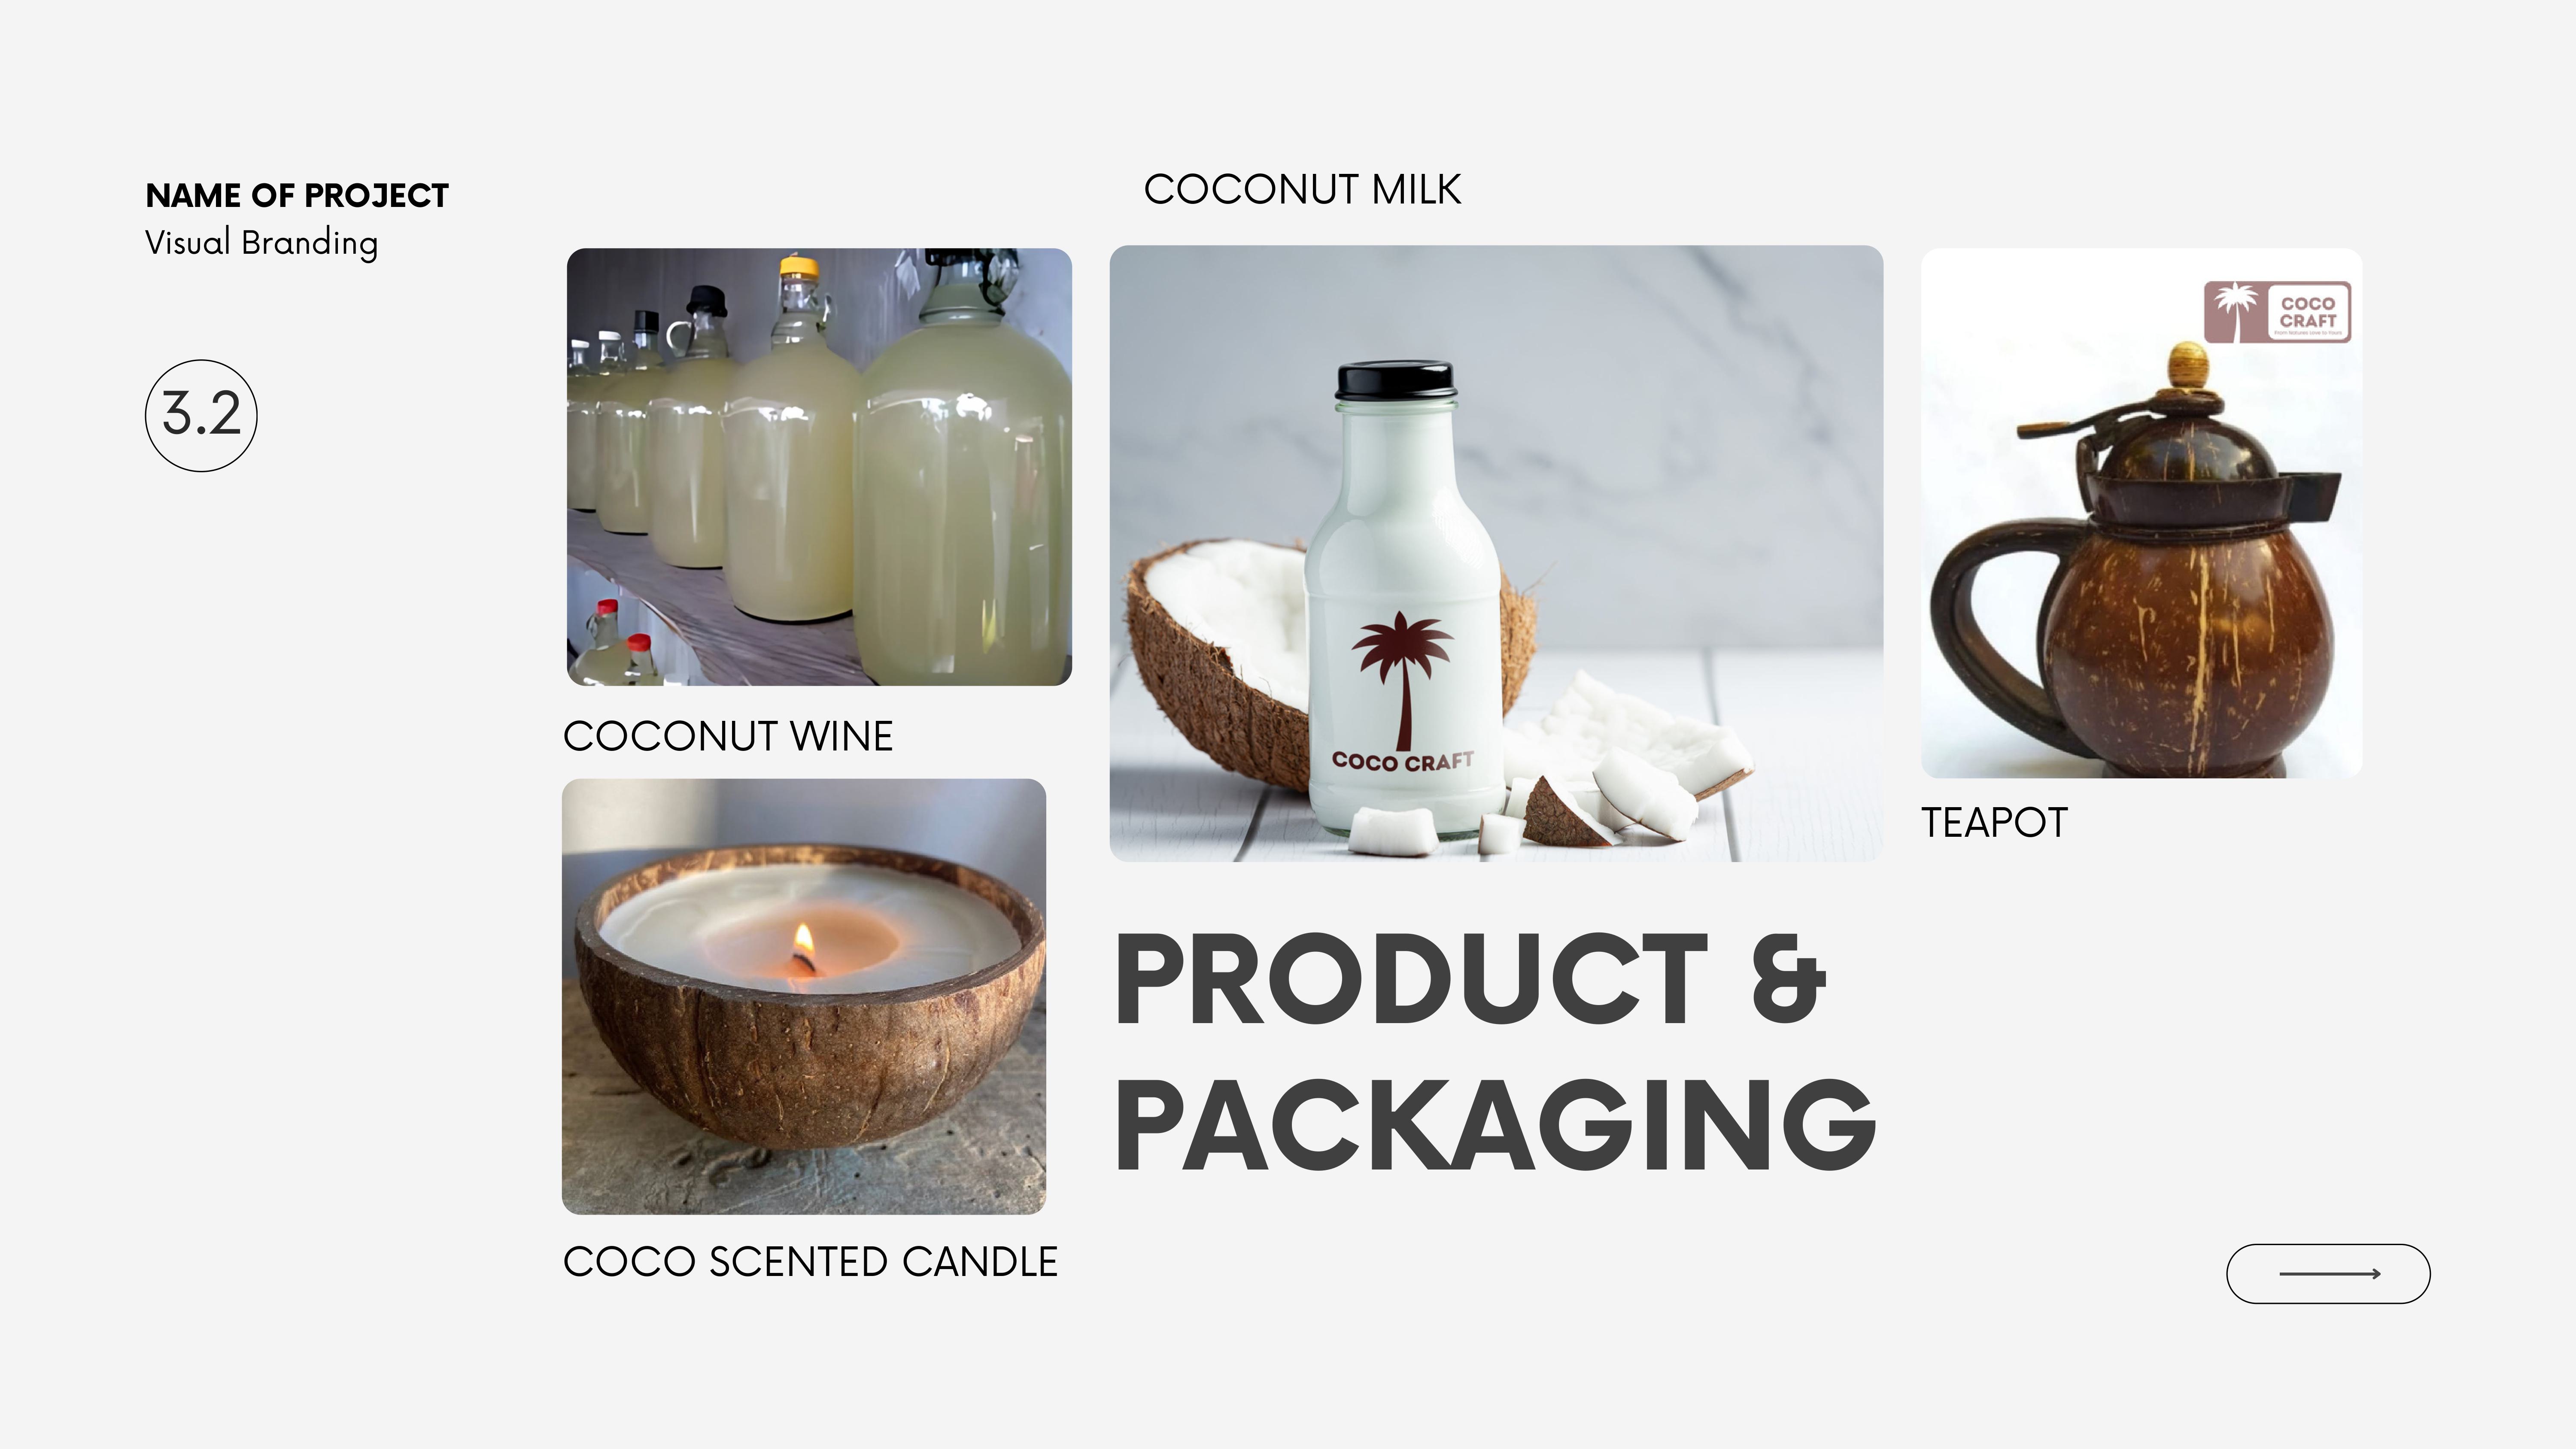 NAME OF PROJECT
Visual Branding
3.2
COCONUT MILK
COCO
CRAFT
COCO CRAFT
COCONUT WINE
TEAPOT
PRODUCT &
PACKAGING
COCO SCENTED CANDLE